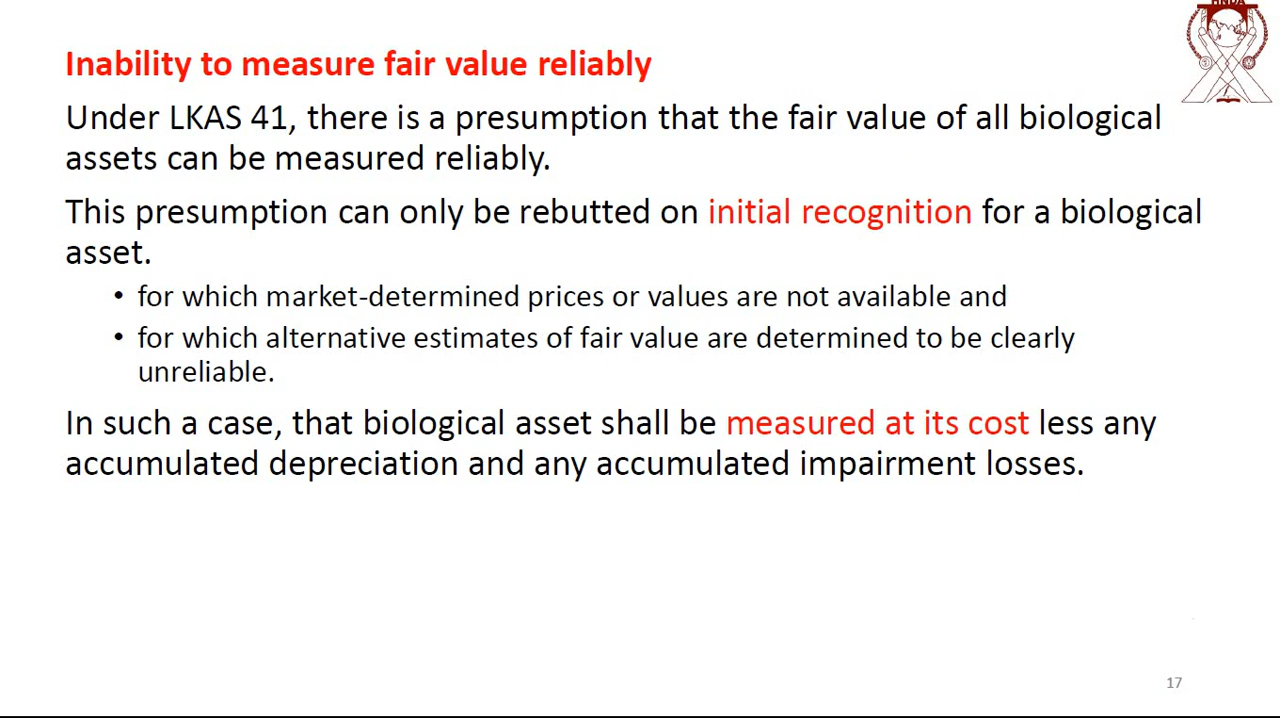 HNDA
Inability to measure fair value reliably
Under LKAS 41, there is a presumption that the fair value of all biological
assets can be measured reliably.
This presumption can only be rebutted on initial recognition for a biological
asset.
• for which market-determined prices or values are not available and
• for which alternative estimates of fair value are determined to be clearly
unreliable.
In such a case, that biological asset shall be measured at its cost less any
accumulated depreciation and any accumulated impairment losses.
17